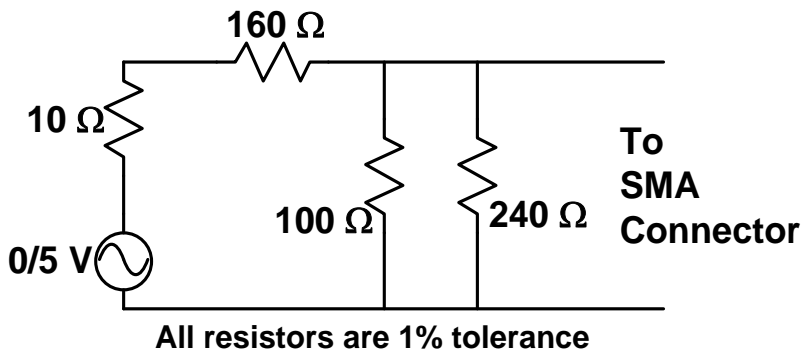 160 Ω
10 Ω
100 Ω
240 Ω
0/5 V
To
SMA
Connector
All resistors are 1% tolerance